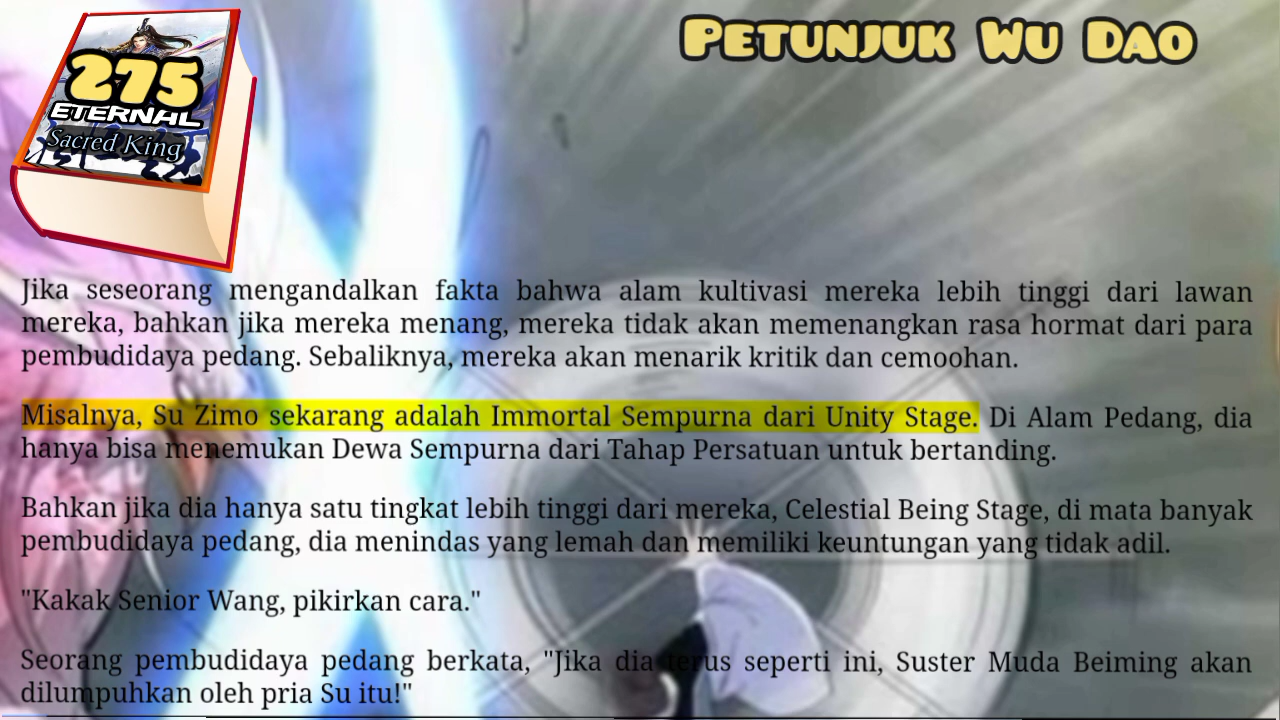 Petunjuk Wu Dao
275
ETERNAL
Sacred King
Jika seseorang mengandalkan fakta bahwa alam kultivasi mereka lebih tinggi dari lawan
mereka, bahkan jika mereka menang, mereka tidak akan memenangkan rasa hormat dari para
pembudidaya pedang. Sebaliknya, mereka akan menarik kritik dan cemoohan.
Misalnya, Su Zimo sekarang adalah Immortal Sempurna dari Unity Stage. Di Alam Pedang, dia
hanya bisa menemukan Dewa Sempurna dari Tahap Persatuan untuk bertanding.
Bahkan jika dia hanya satu tingkat lebih tinggi dari mereka, Celestial Being Stage, di mata banyak
pembudidaya pedang, dia menindas yang lemah dan memiliki keuntungan yang tidak adil.
"Kakak Senior Wang, pikirkan cara."
Seorang pembudidaya pedang berkata, "Jika dia terus seperti ini, Suster Muda Beiming akan
dilumpuhkan oleh pria Su itu!"